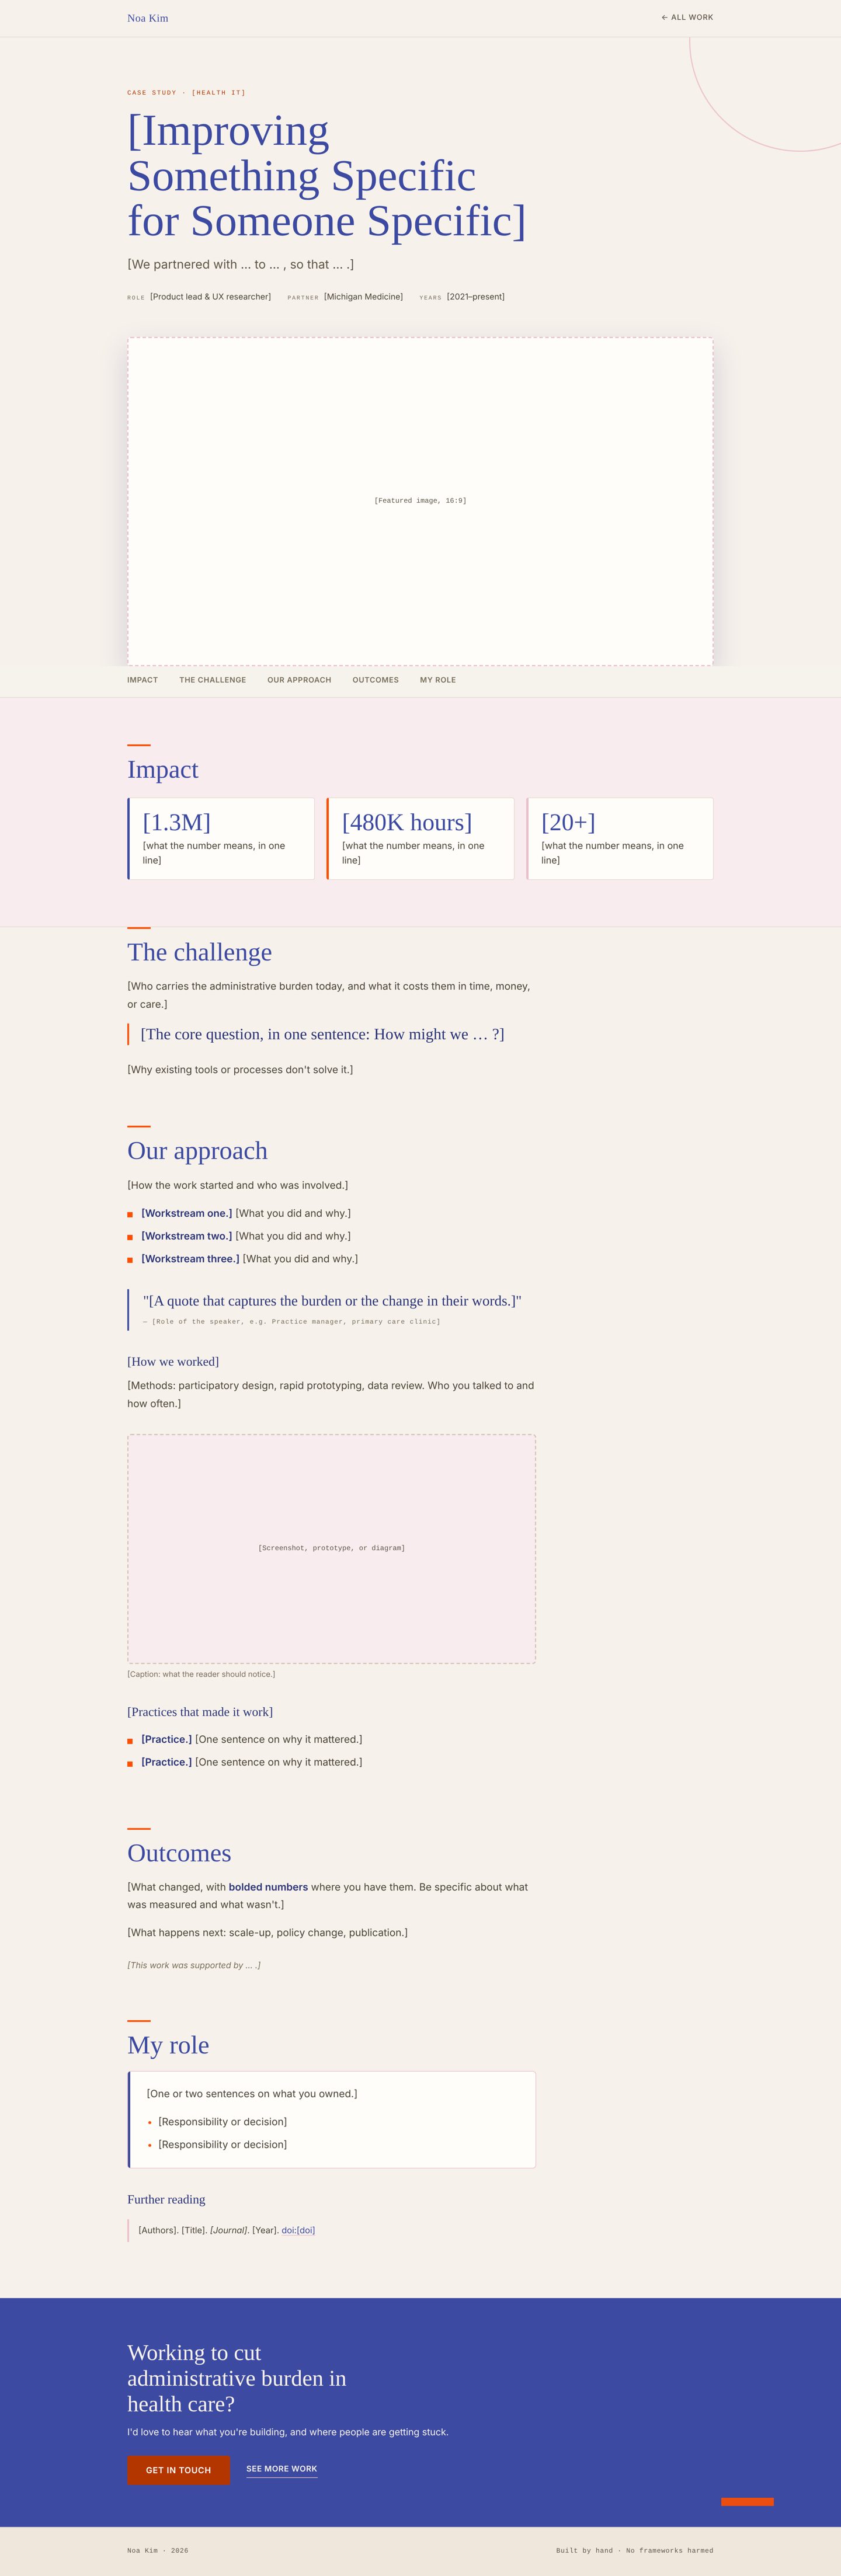 Noa Kim
← ALL WORK
CASE STUDY · [HEALTH IT]
[Improving
Something Specific
for Someone Specific]
[We partnered with … to … , so that … .]
ROLE [Product lead & UX researcher] PARTNER [Michigan Medicine] YEARS [2021–present]
[Featured image, 16:9]
IMPACT THE CHALLENGE OUR APPROACH OUTCOMES MY ROLE
Impact
[1.3M]
[what the number means, in one
line]
[480K hours]
[what the number means, in one
line]
[20+]
[what the number means, in one
line]
The challenge
[Who carries the administrative burden today, and what it costs them in time, money,
or care.]
[The core question, in one sentence: How might we … ?]
[Why existing tools or processes don't solve it.]
Our approach
[How the work started and who was involved.]
[Workstream one.] [What you did and why.]
[Workstream two.] [What you did and why.]
[Workstream three.] [What you did and why.]
"[A quote that captures the burden or the change in their words.]"
— [Role of the speaker, e.g. Practice manager, primary care clinic]
[How we worked]
[Methods: participatory design, rapid prototyping, data review. Who you talked to and
how often.]
[Screenshot, prototype, or diagram]
[Caption: what the reader should notice.]
[Practices that made it work]
[Practice.] [One sentence on why it mattered.]
[Practice.] [One sentence on why it mattered.]
Outcomes
[What changed, with bolded numbers where you have them. Be specific about what
was measured and what wasn't.]
[What happens next: scale-up, policy change, publication.]
[This work was supported by … .]
My role
[One or two sentences on what you owned.]
[Responsibility or decision]
[Responsibility or decision]
Further reading
[Authors]. [Title]. [Journal]. [Year]. doi:[doi]
Working to cut
administrative burden in
health care?
I'd love to hear what you're building, and where people are getting stuck.
GET IN TOUCH
SEE MORE WORK
Noa Kim · 2026
Built by hand · No frameworks harmed